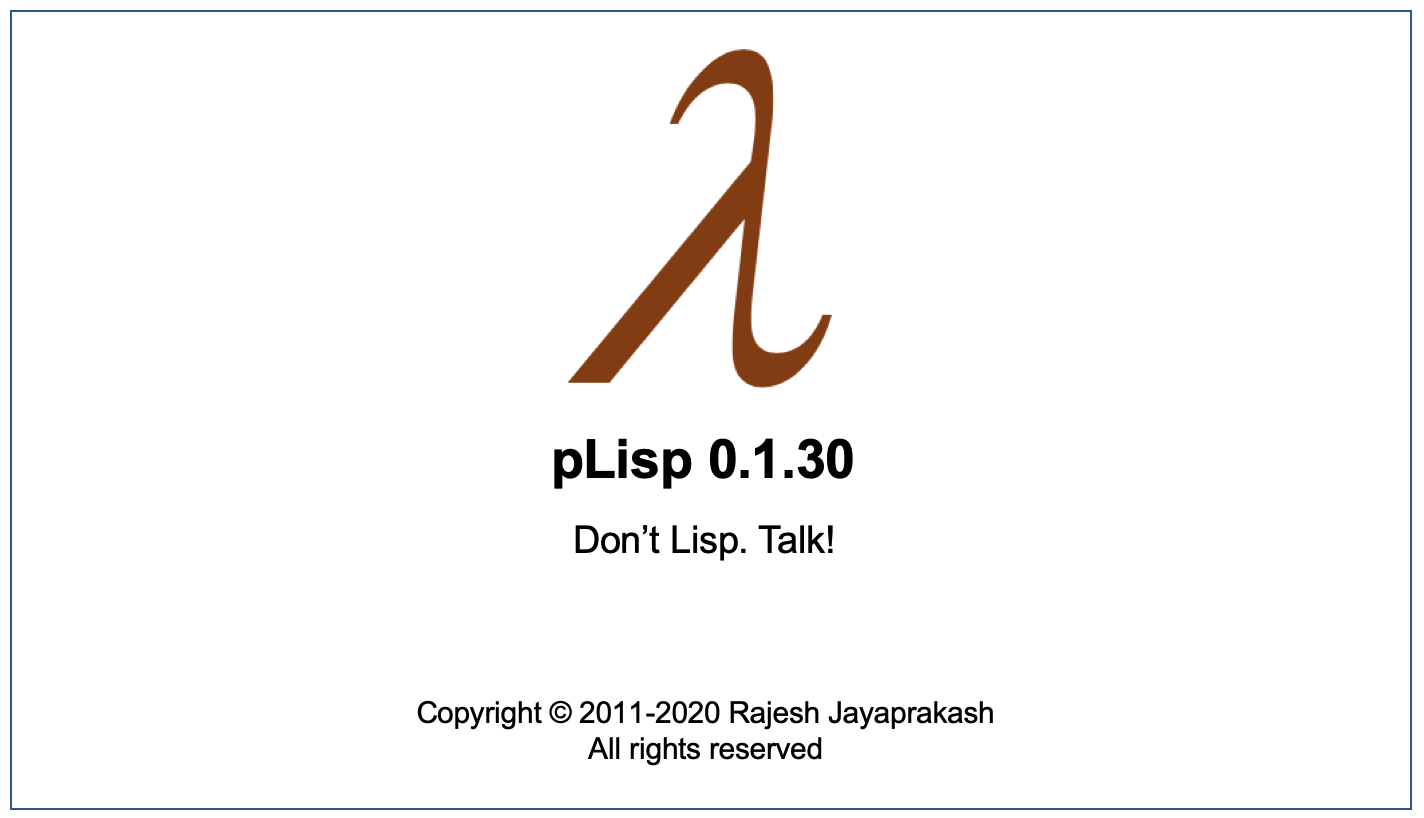 λ
pLisp 0.1.30
Don’t Lisp. Talk!
Copyright © 2011-2020 Rajesh Jayaprakash
All rights reserved